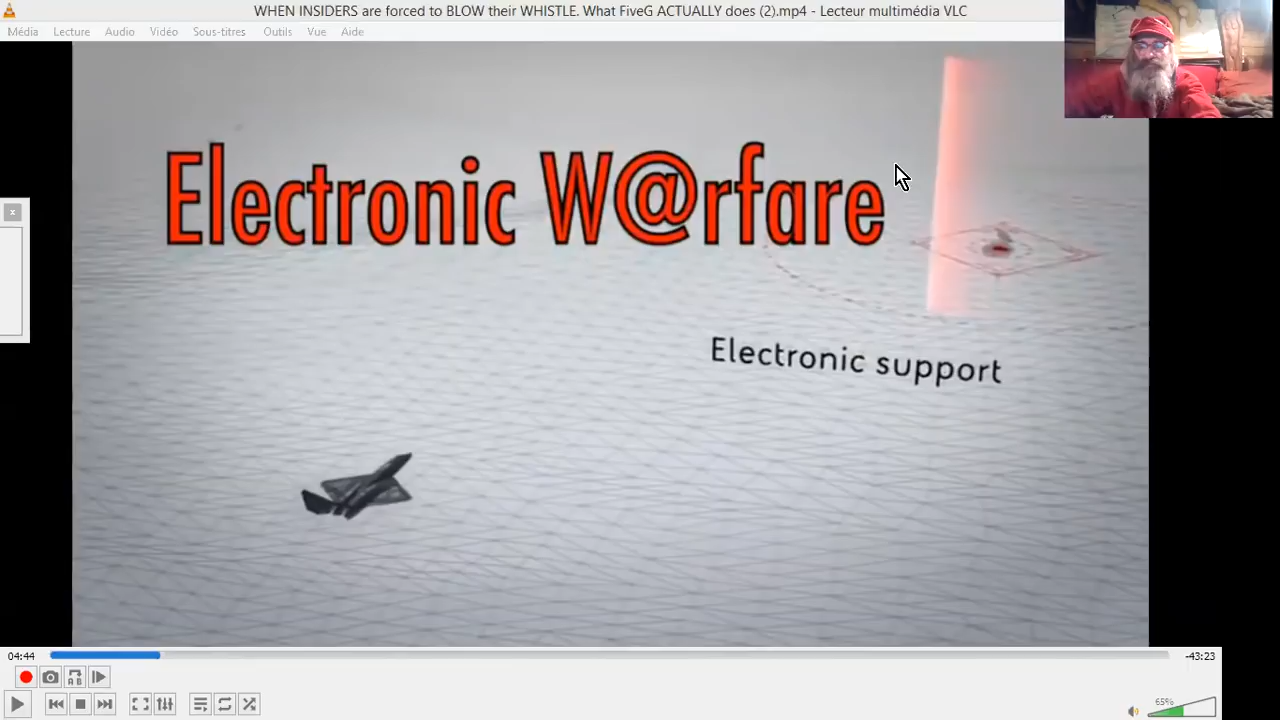 WHEN INSIDERS are forced to BLOW their WHISTLE. What FiveG ACTUALLY does (2).mp4 - Lecteur multimédia VLC
Média Lecture Audio Vidéo Sous-titres Outils Vue Aide
x
Electronic W@rfare
Electronic support
04:44 -43:23
A B
65%